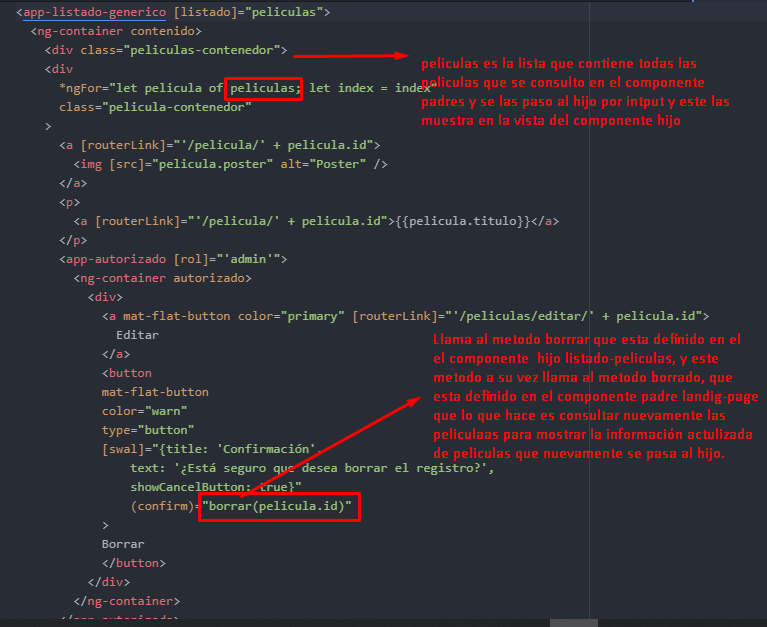 <app-listado-generico [listado]="peliculas">
<ng-container contenido>
<div class="peliculas-contenedor">
<div
*ngFor="let pelicula of peliculas; let index = index"
class="pelicula-contenedor"
>
peliculas es la lista que contiene todas las
peliculas que se consulto en el componente
padres y se las paso al hijo por intput y este las
muestra en la vista del componente hijo
<a [routerLink]="'/pelicula/' + pelicula.id">
<img [src]="pelicula.poster" alt="Poster" />
</a>
<p>
<a [routerLink]="'/pelicula/' + pelicula.id">{{pelicula.titulo}}</a>
</p>
<app-autorizado [rol]="'admin'">
<ng-container autorizado>
<div>
<a mat-flat-button color="primary" [routerLink]="'/peliculas/editar/' + pelicula.id">
Editar
</a>
<button
mat-flat-button
color="warn"
type="button"
[swal]="{title: 'Confirmación',
text: '¿Está seguro que desea borrar el registro?',
showCancelButton: true}"
(confirm)="borrar(pelicula.id)"
>
Borrar
</button>
</div>
</ng-container>
</app-autorizado>
Llama al metodo borrrar que esta definido en el
el componente hijo listado-peliculas, y este
metodo a su vez llama al metodo borrado, que
esta definido en el componente padre landig-page
que lo que hace es consultar nuevamente las
peliculaas para mostrar la información actulizada
de peliculas que nuevamente se pasa al hijo.